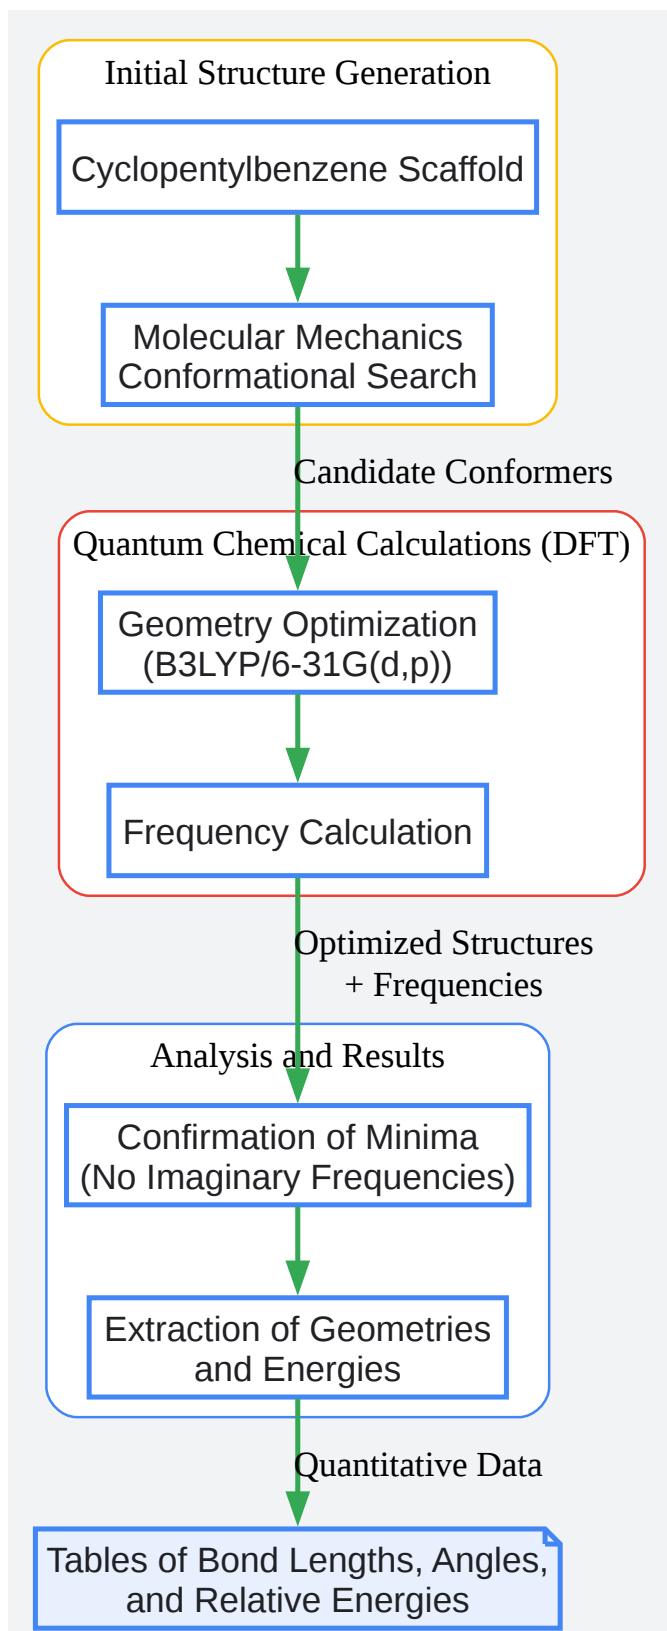 Initial Structure Generation
Cyclopentylbenzene Scaffold
Molecular Mechanics
Conformational Search
Candidate Conformers
Quantum Chemical Calculations (DFT)
Geometry Optimization
(B3LYP/6-31G(d,p))
Frequency Calculation
Optimized Structures
+ Frequencies
Analysis and Results
Confirmation of Minima
(No Imaginary Frequencies)
Extraction of Geometries
and Energies
Quantitative Data
Tables of Bond Lengths, Angles,
and Relative Energies